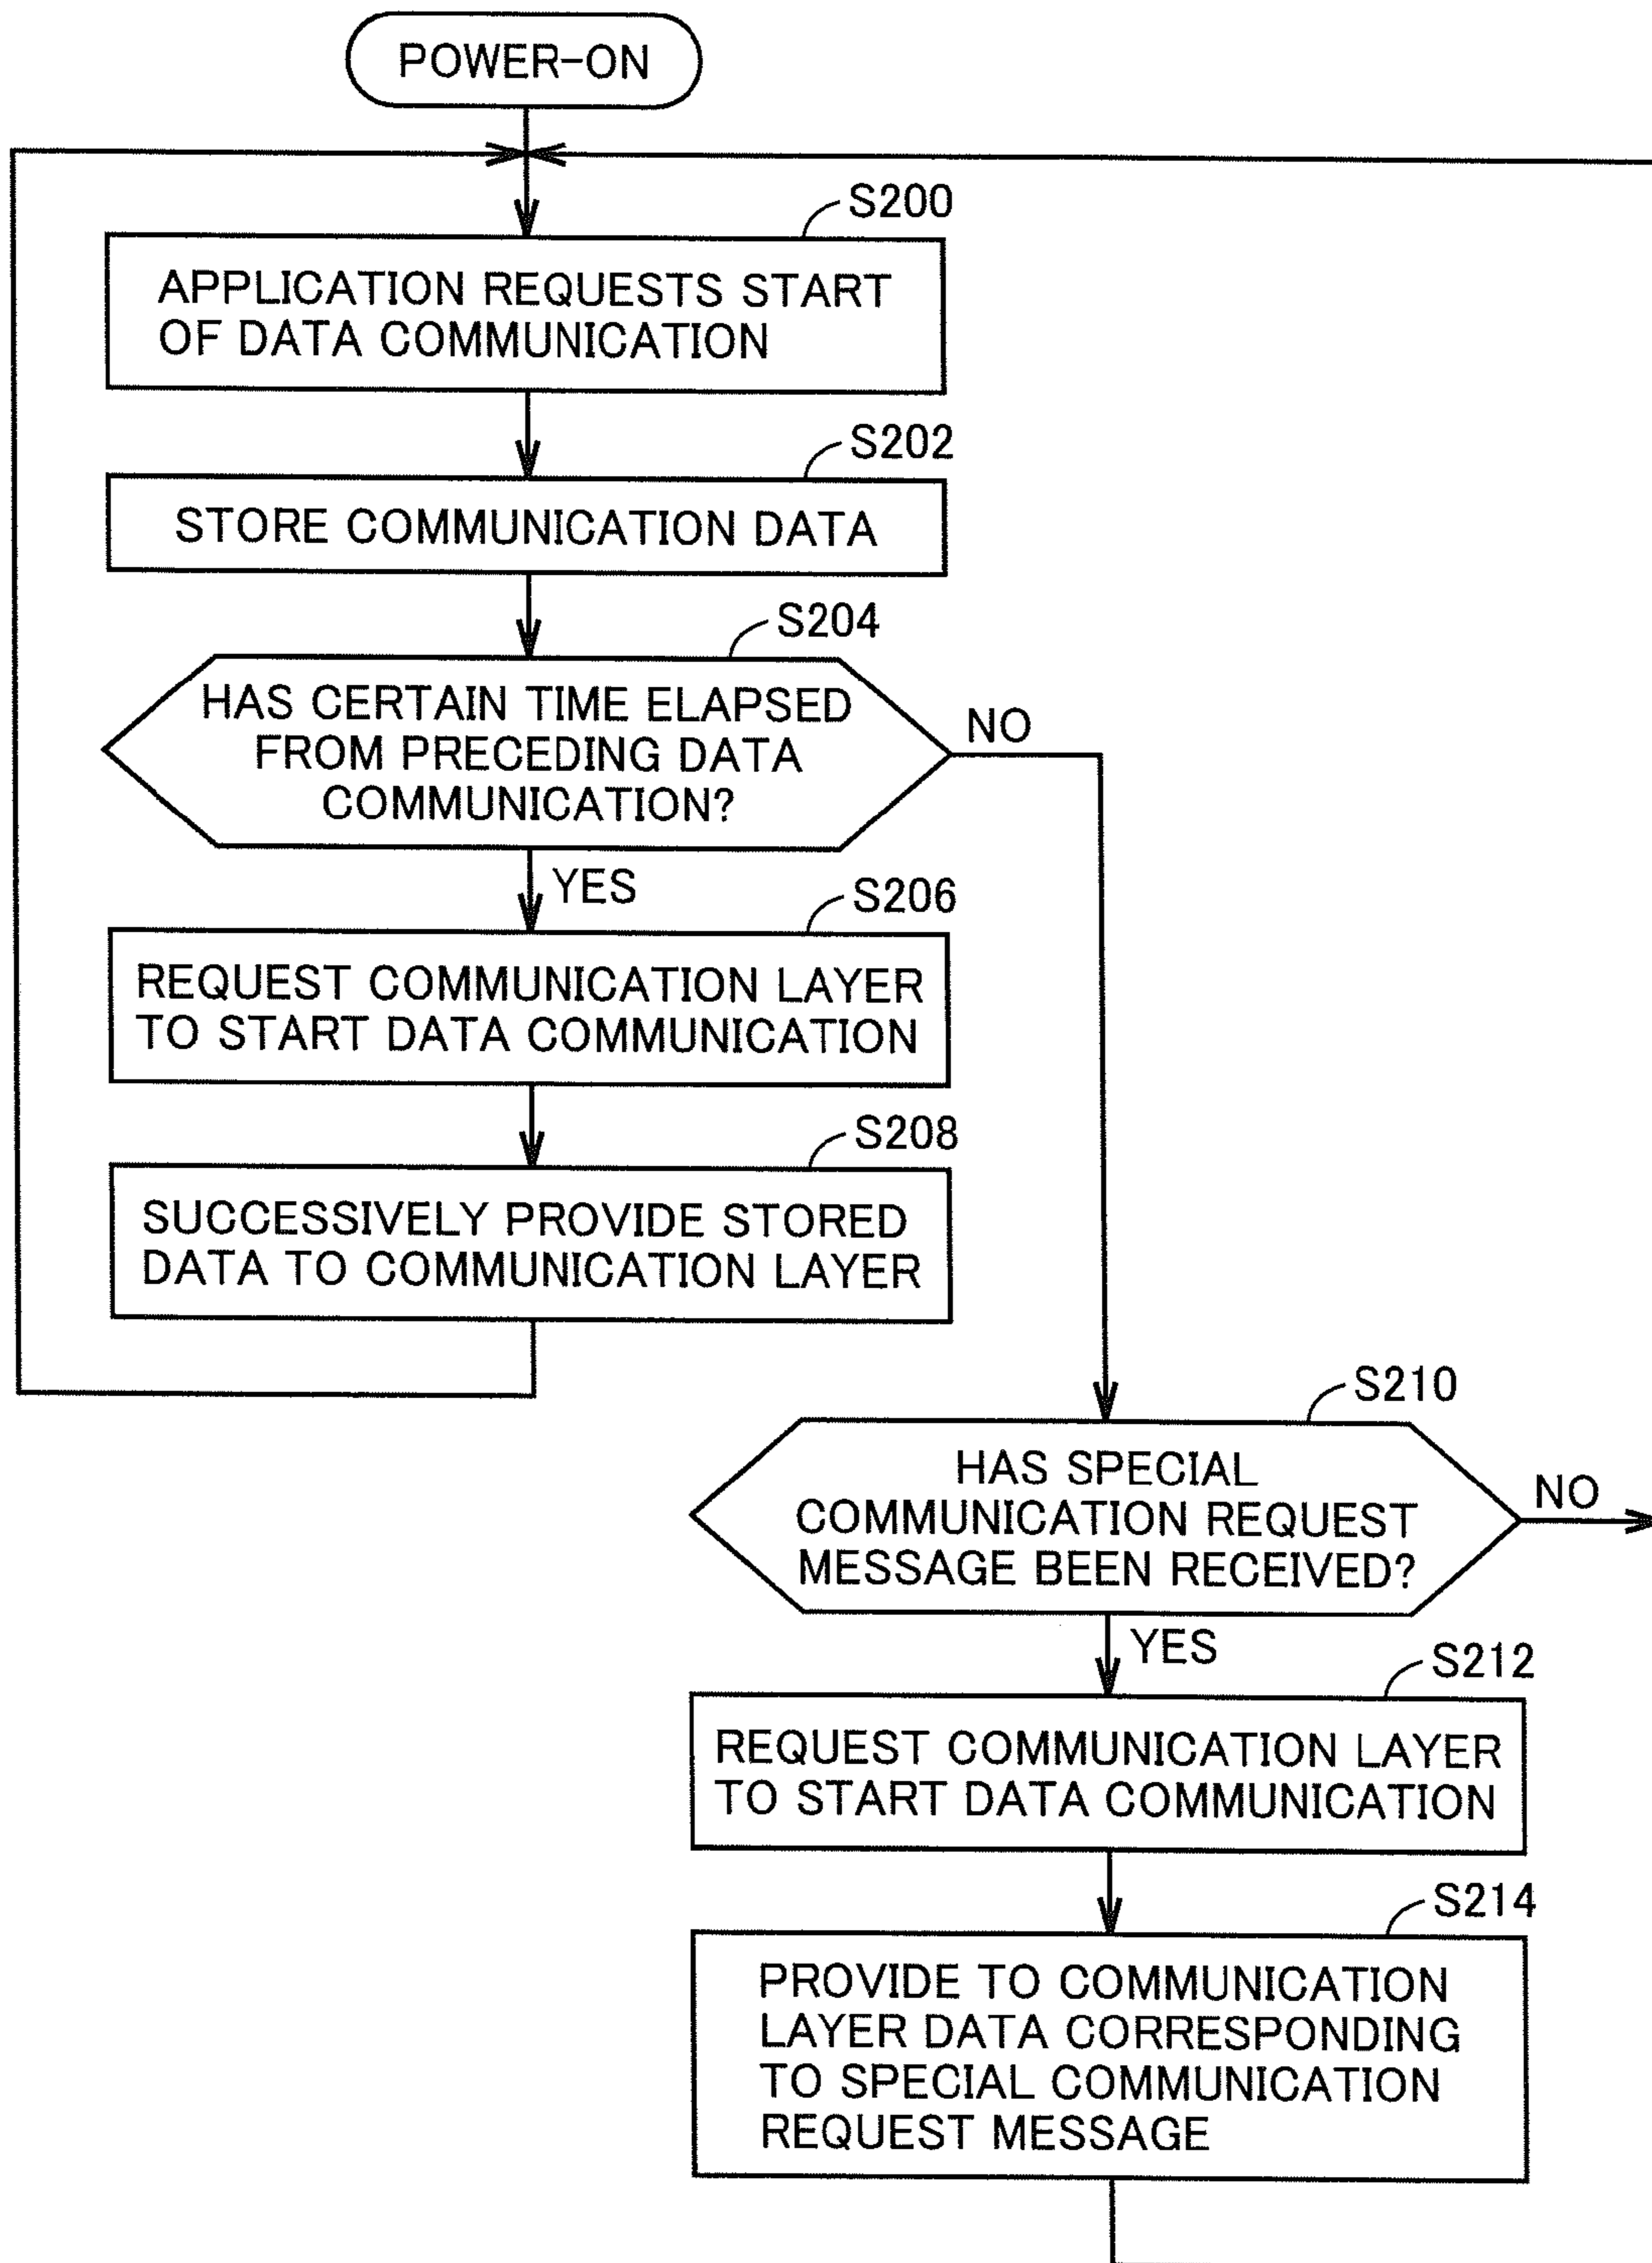 POWER-ON
S200
APPLICATION REQUESTS START
OF DATA COMMUNICATION
S202
STORE COMMUNICATION DATA
S204
HAS CERTAIN TIME ELAPSED
FROM PRECEDING DATA
COMMUNICATION?
NO
YES
S206
REQUEST COMMUNICATION LAYER
TO START DATA COMMUNICATION
S208
SUCCESSIVELY PROVIDE STORED
DATA TO COMMUNICATION LAYER
S210
HAS SPECIAL
COMMUNICATION REQUEST
MESSAGE BEEN RECEIVED?
NO
YES
S212
REQUEST COMMUNICATION LAYER
TO START DATA COMMUNICATION
S214
PROVIDE TO COMMUNICATION
LAYER DATA CORRESPONDING
TO SPECIAL COMMUNICATION
REQUEST MESSAGE